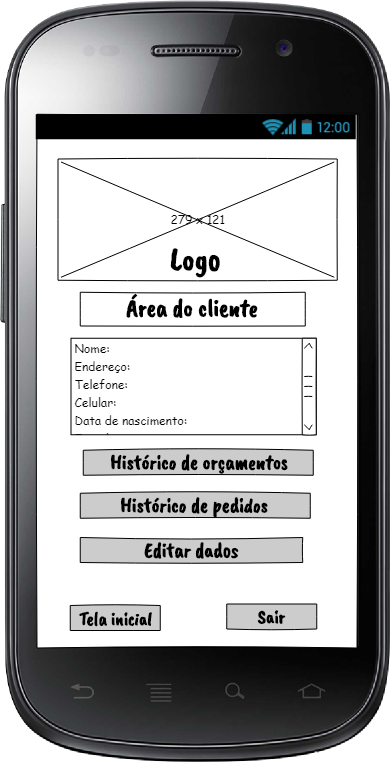 12:00
279 x 121
Logo
Área do cliente
Nome:
Endereço:
Telefone:
Celular:
Data de nascimento:
Histórico de orçamentos
Histórico de pedidos
Editar dados
Tela inicial
Sair